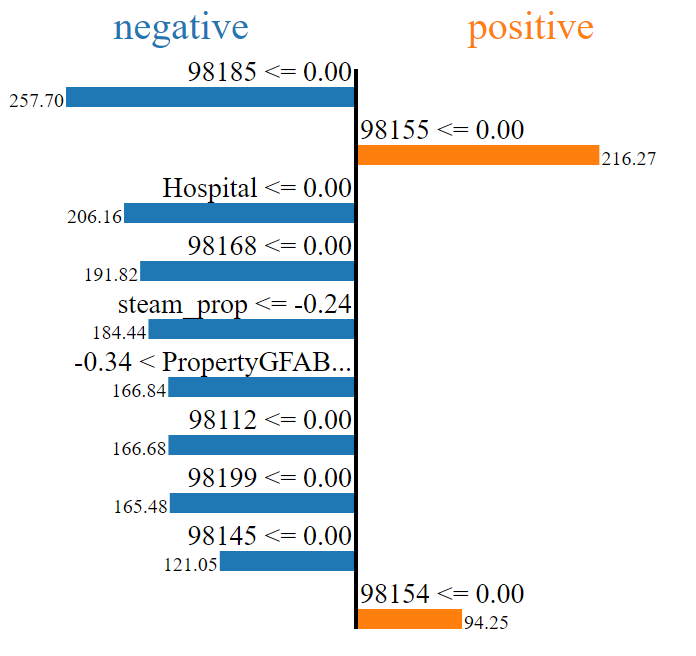 negative positive
98185 <= 0.00
257.70
98155 <= 0.00
216.27
Hospital <= 0.00
206.16
98168 <= 0.00
191.82
steam_prop <= -0.24
184.44
-0.34 < PropertyGFAB...
166.84
98112 <= 0.00
166.68
98199 <= 0.00
165.48
98145 <= 0.00
121.05
98154 <= 0.00
94.25